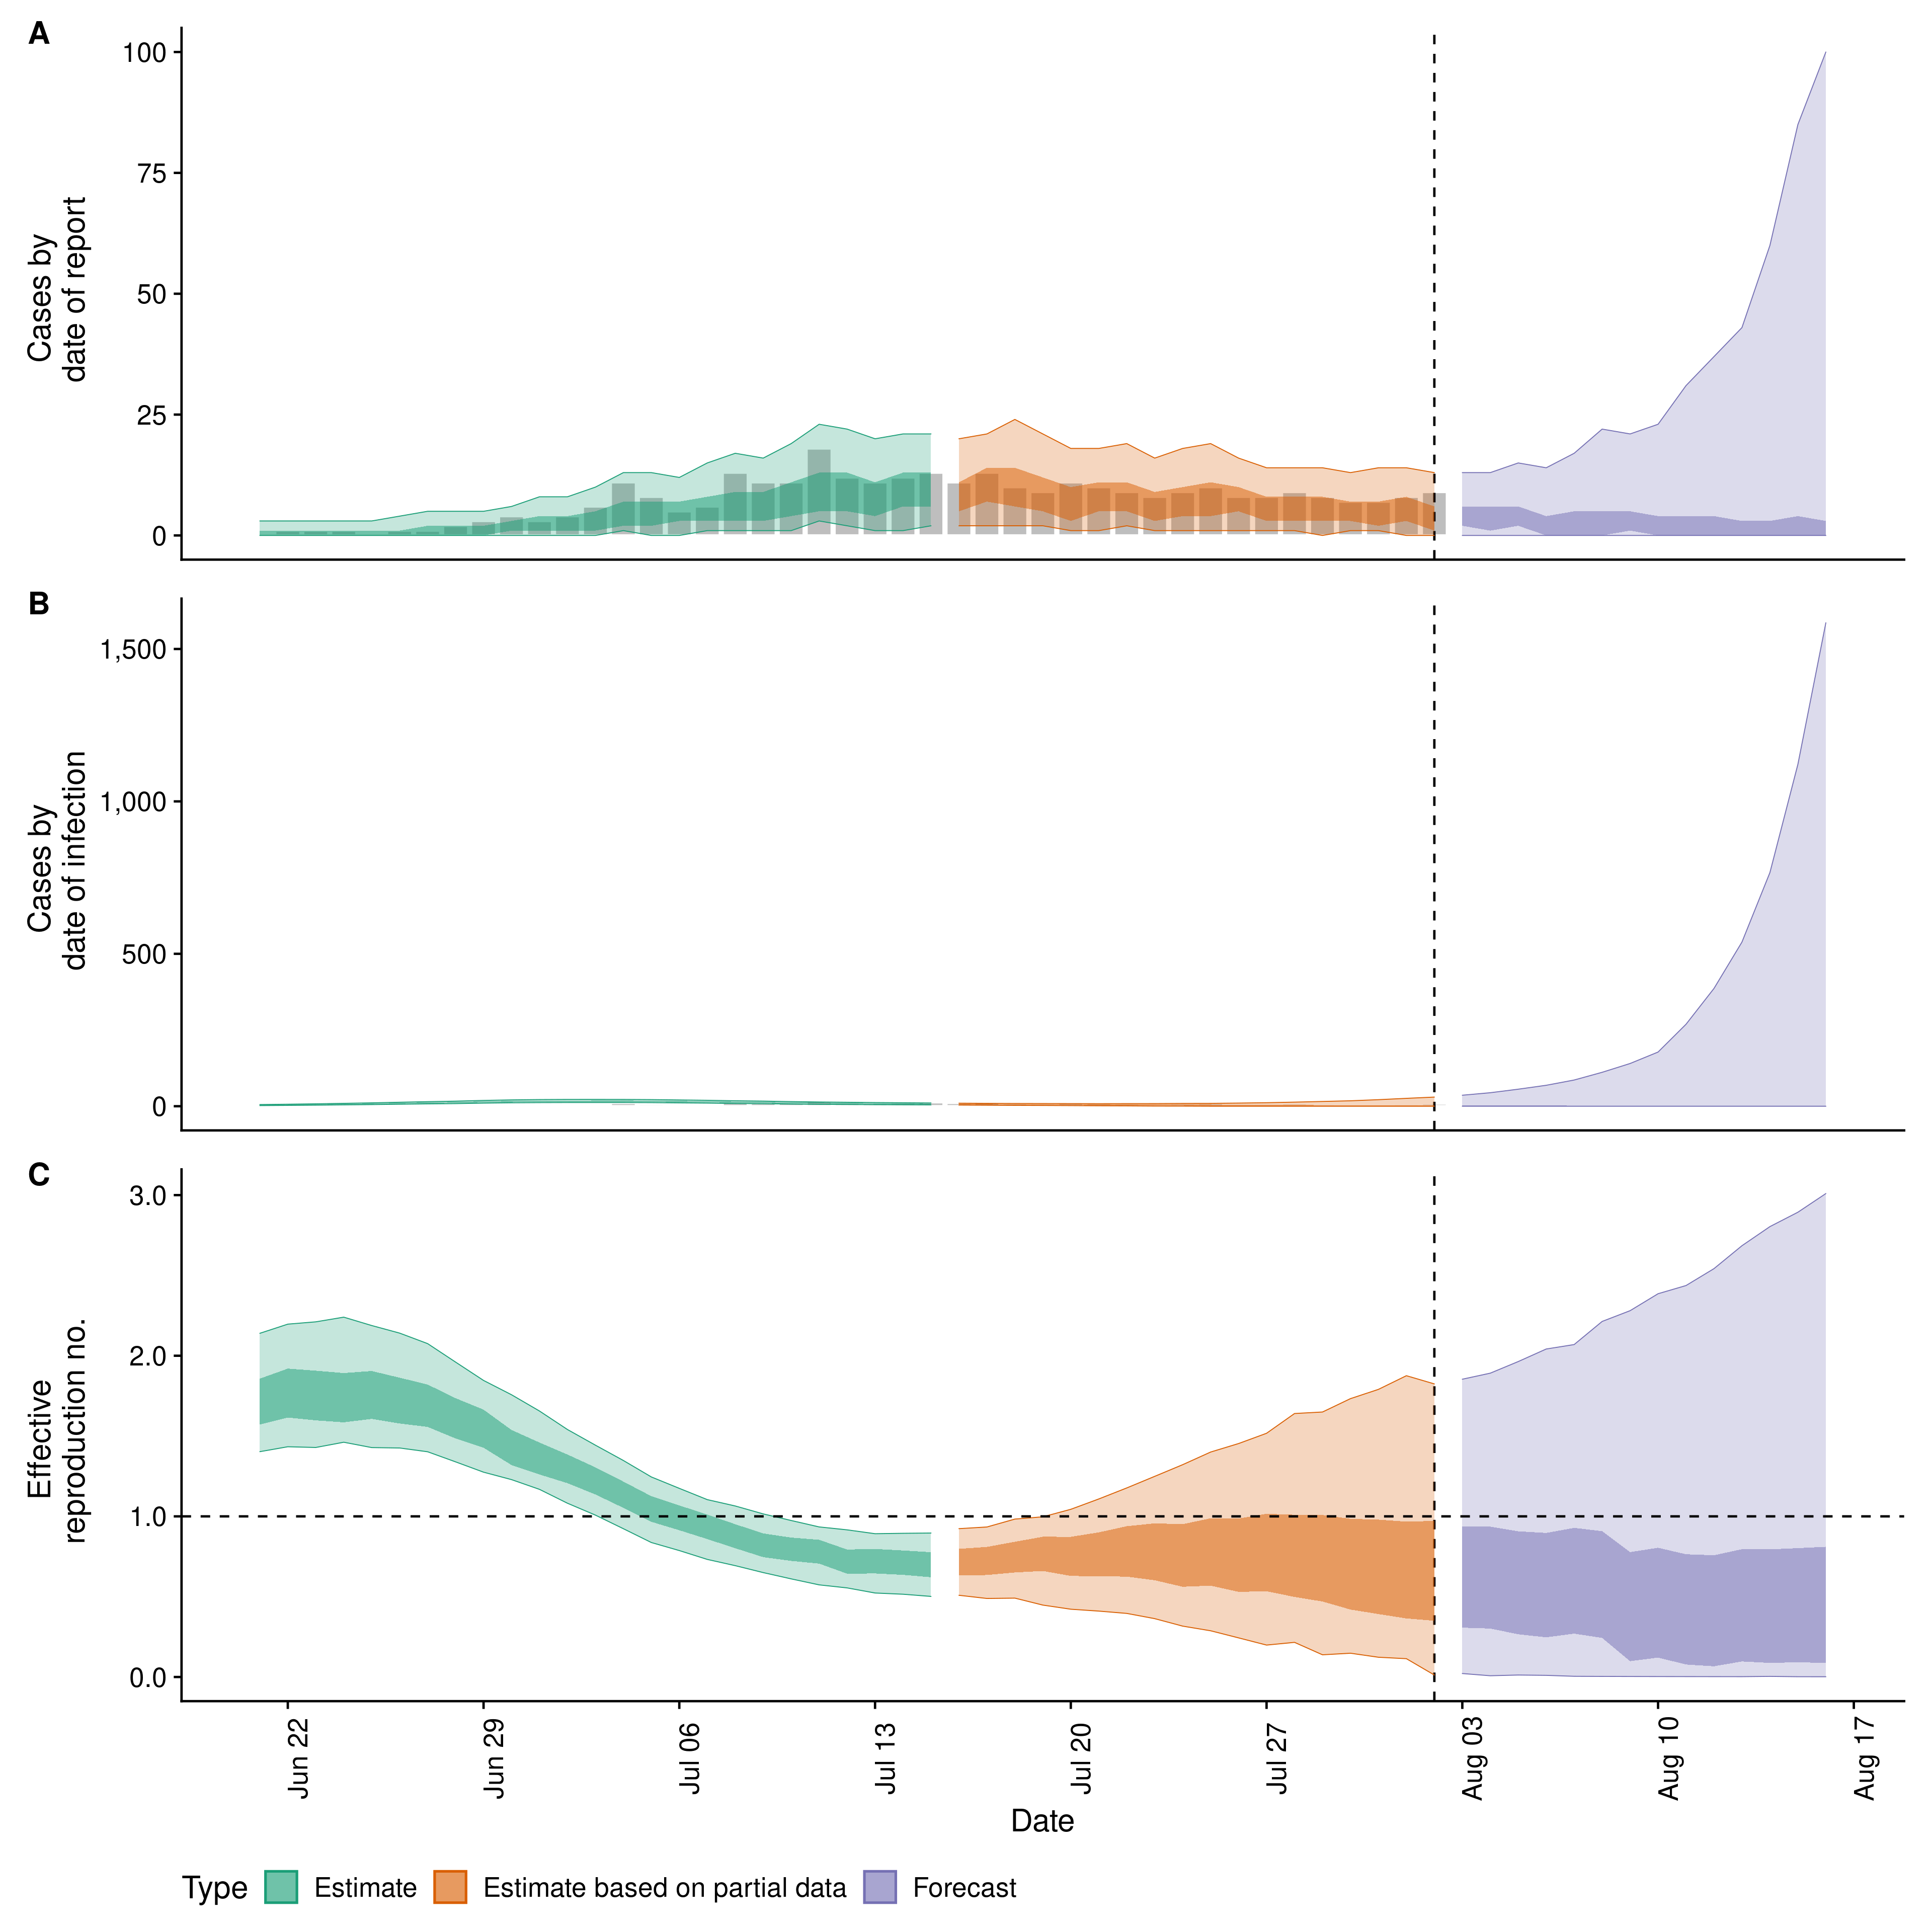 A
100
75
50
25
0
Cases by
date of report
B
1,500
1,000
500
0
Cases by
date of infection
C
3.0
2.0
1.0
0.0
Effective
reproduction no.
Jun 22
Jun 29
Jul 06
Jul 13
Jul 20
Jul 27
Aug 03
Aug 10
Aug 17
Date
Type Estimate Estimate based on partial data Forecast